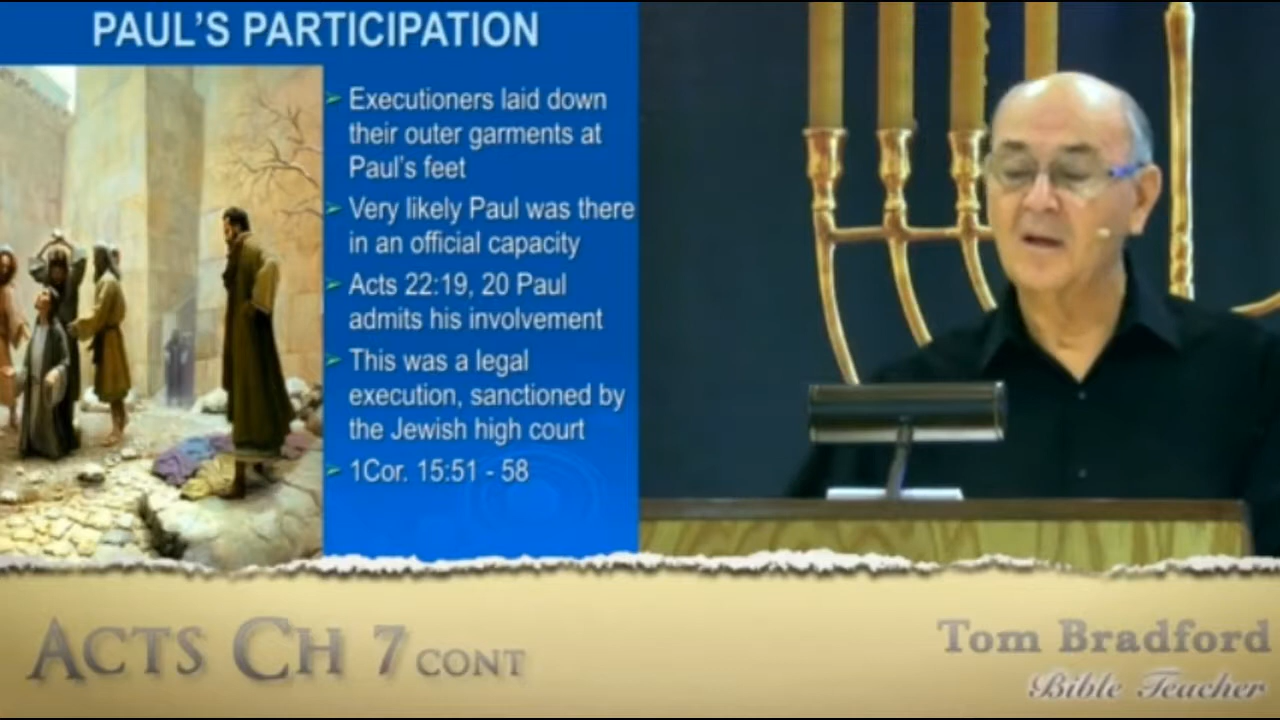 PAUL'S PARTICIPATION
➢ Executioners laid down
their outer garments at
Paul's feet
➢ Very likely Paul was there
in an official capacity
➢ Acts 22:19, 20 Paul
admits his involvement
➢ This was a legal
execution, sanctioned by
the Jewish high court
➢ 1Cor. 15:51 - 58
ACTS CH 7 CONT
Tom Bradford
Bible Teacher